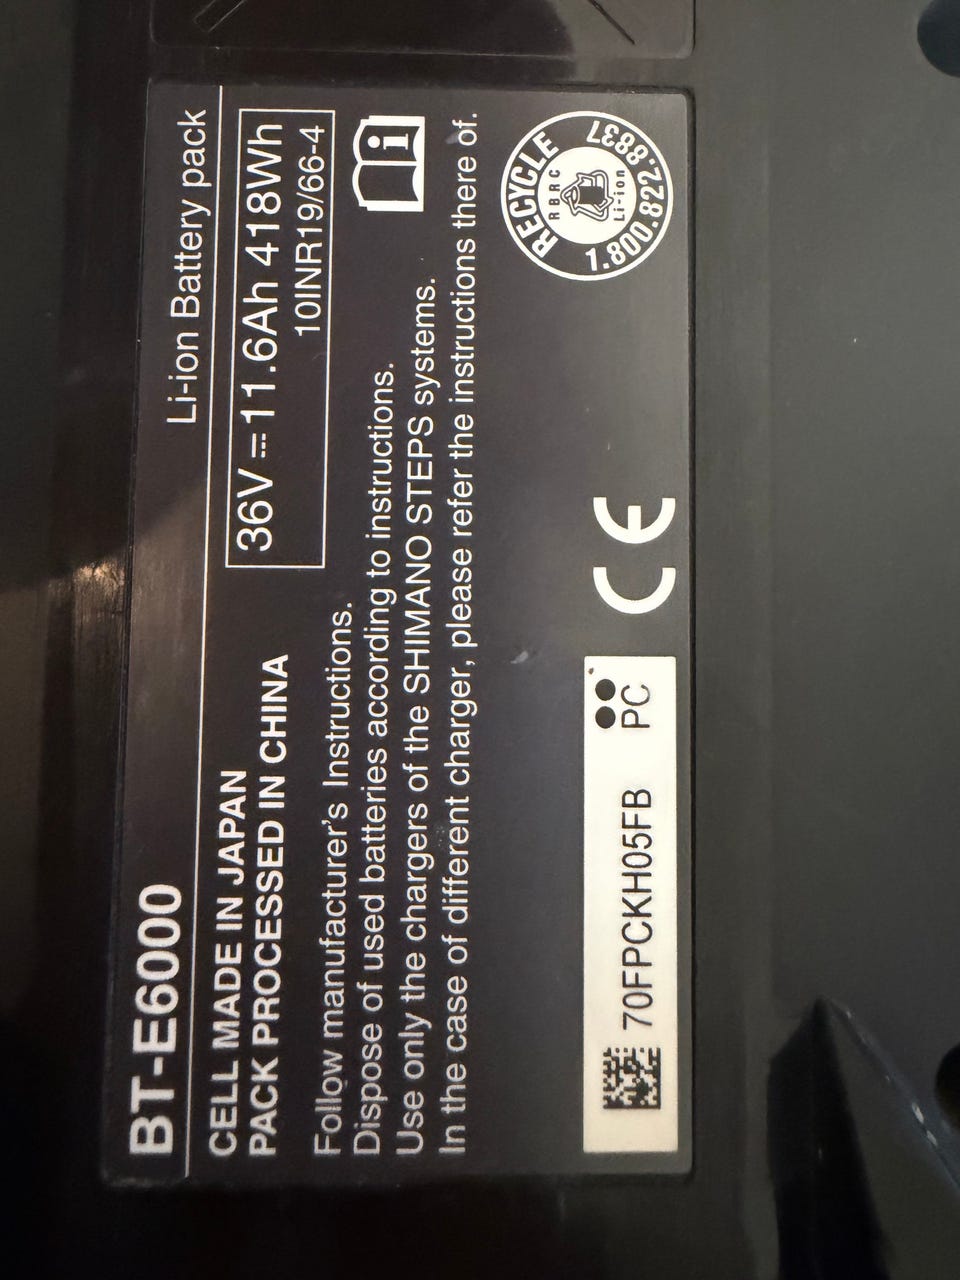 BT-E6000
Li-ion Battery pack
CELL MADE IN JAPAN
PACK PROCESSED IN CHINA
36V ⎓ 11.6Ah 418Wh
10INR19/66-4
Follow manufacturer's Instructions.
Dispose of used batteries according to instructions.
Use only the chargers of the SHIMANO STEPS systems.
In the case of different charger, please refer the instructions there of.
70FPCKH05FB
PC
CE
RECYCLE
RBRC
Li-ion
1.800.822.8837